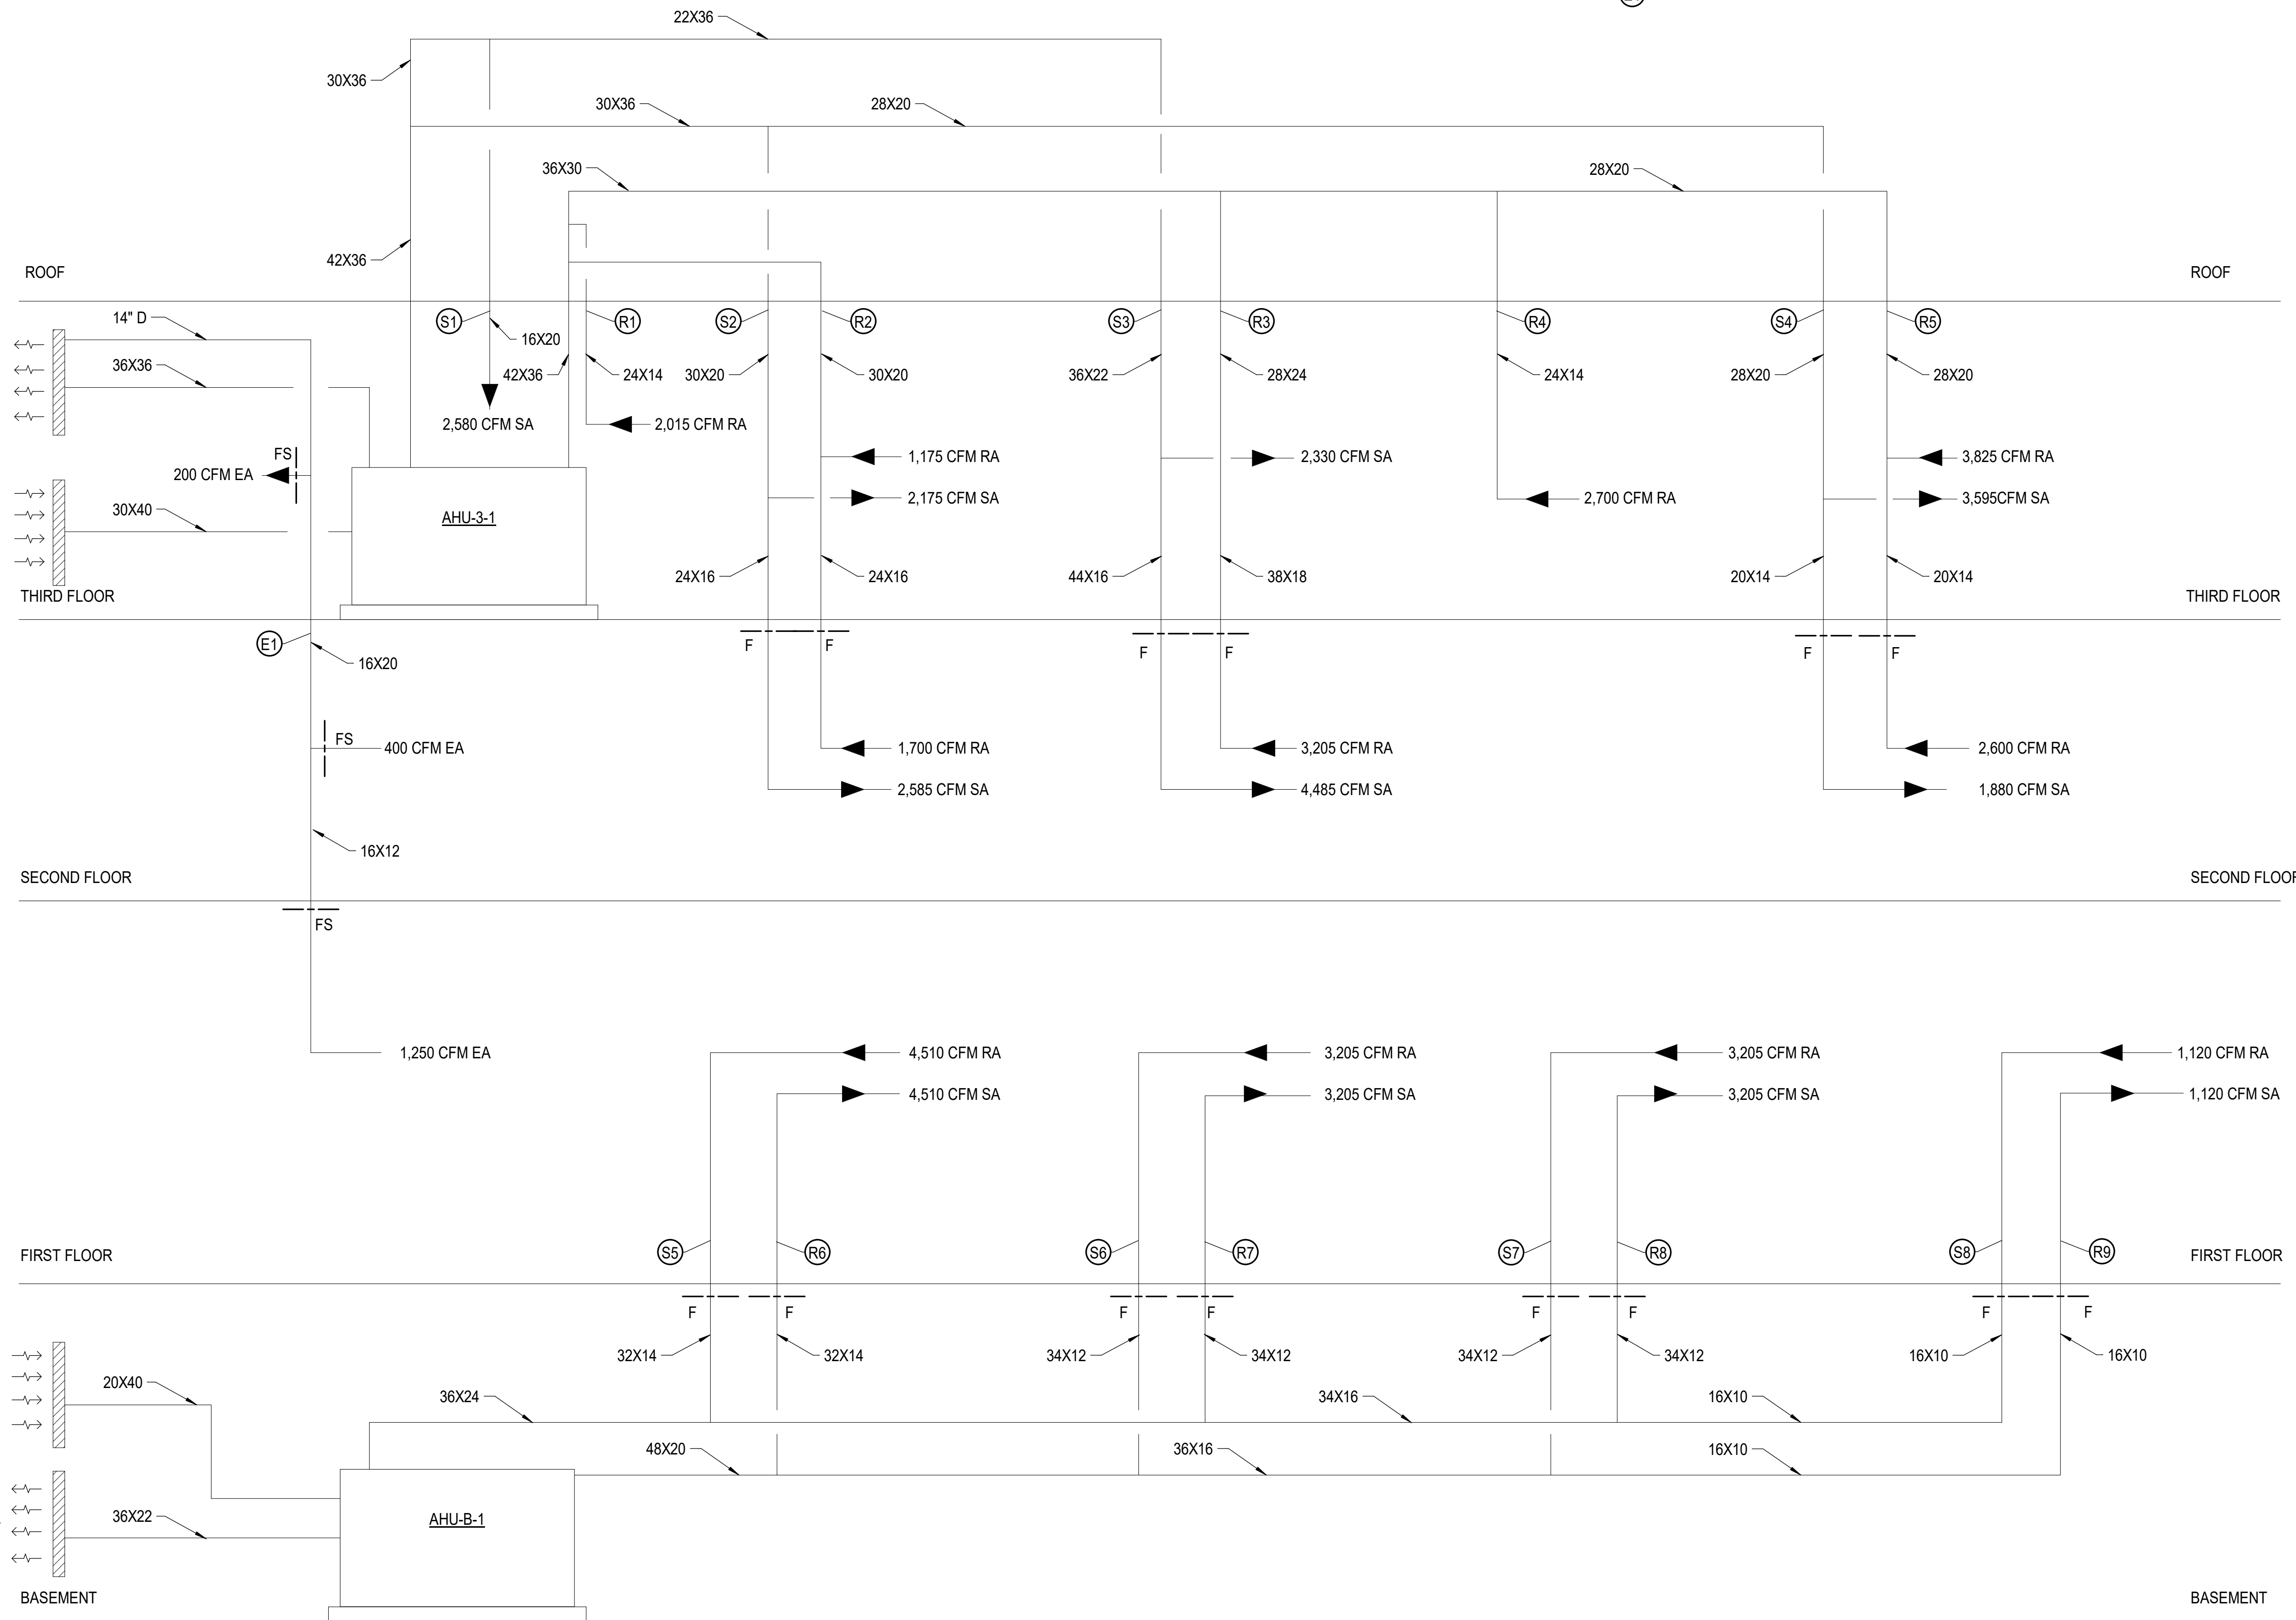 22X36
30X36
30X36
28X20
36X30
28X20
42X36
ROOF
ROOF
14" D
S1
R1
S2
R2
S3
R3
R4
S4
R5
16X20
36X36
42X36
24X14
30X20
30X20
36X22
28X24
24X14
28X20
28X20
2,580 CFM SA
2,015 CFM RA
FS
200 CFM EA
1,175 CFM RA
2,330 CFM SA
3,825 CFM RA
2,175 CFM SA
2,700 CFM RA
3,595CFM SA
30X40
AHU-3-1
24X16
24X16
44X16
38X18
20X14
20X14
THIRD FLOOR
THIRD FLOOR
E1
F
F
F
F
F
F
16X20
FS
400 CFM EA
1,700 CFM RA
3,205 CFM RA
2,600 CFM RA
2,585 CFM SA
4,485 CFM SA
1,880 CFM SA
16X12
SECOND FLOOR
SECOND FLOOR
FS
1,250 CFM EA
4,510 CFM RA
3,205 CFM RA
3,205 CFM RA
1,120 CFM RA
4,510 CFM SA
3,205 CFM SA
3,205 CFM SA
1,120 CFM SA
FIRST FLOOR
S5
R6
S6
R7
S7
R8
S8
R9
FIRST FLOOR
F
F
F
F
F
F
F
F
32X14
32X14
34X12
34X12
34X12
34X12
16X10
16X10
20X40
36X24
34X16
16X10
48X20
36X16
16X10
36X22
AHU-B-1
BASEMENT
BASEMENT